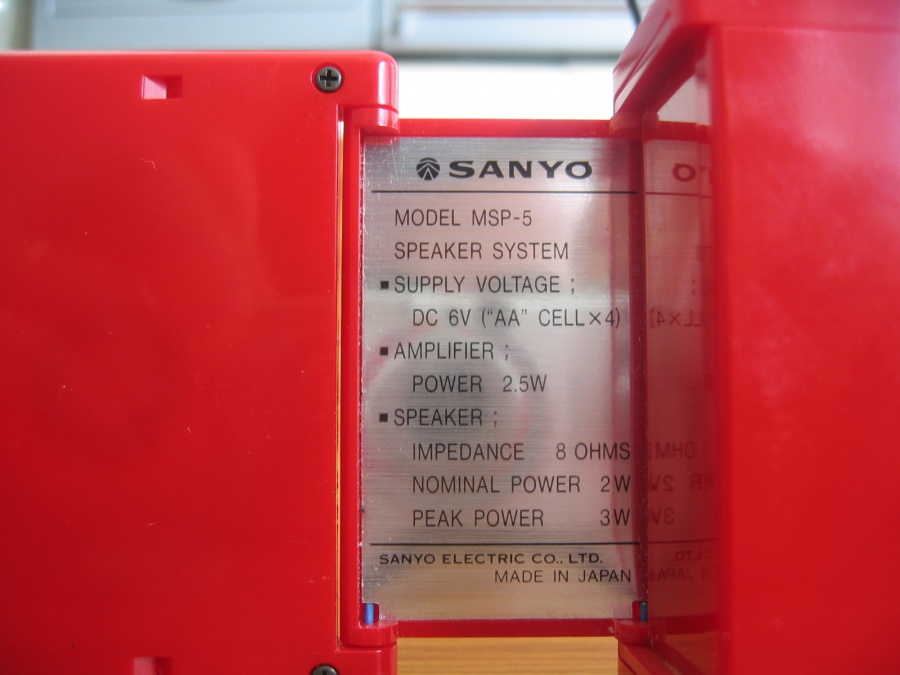 SANYO
MODEL MSP-5
SPEAKER SYSTEM
▪SUPPLY VOLTAGE ;
DC 6V ("AA" CELL×4)
▪AMPLIFIER ;
POWER 2.5W
▪SPEAKER ;
IMPEDANCE 8 OHMS
NOMINAL POWER 2W
PEAK POWER 3W
SANYO ELECTRIC CO., LTD.
MADE IN JAPAN